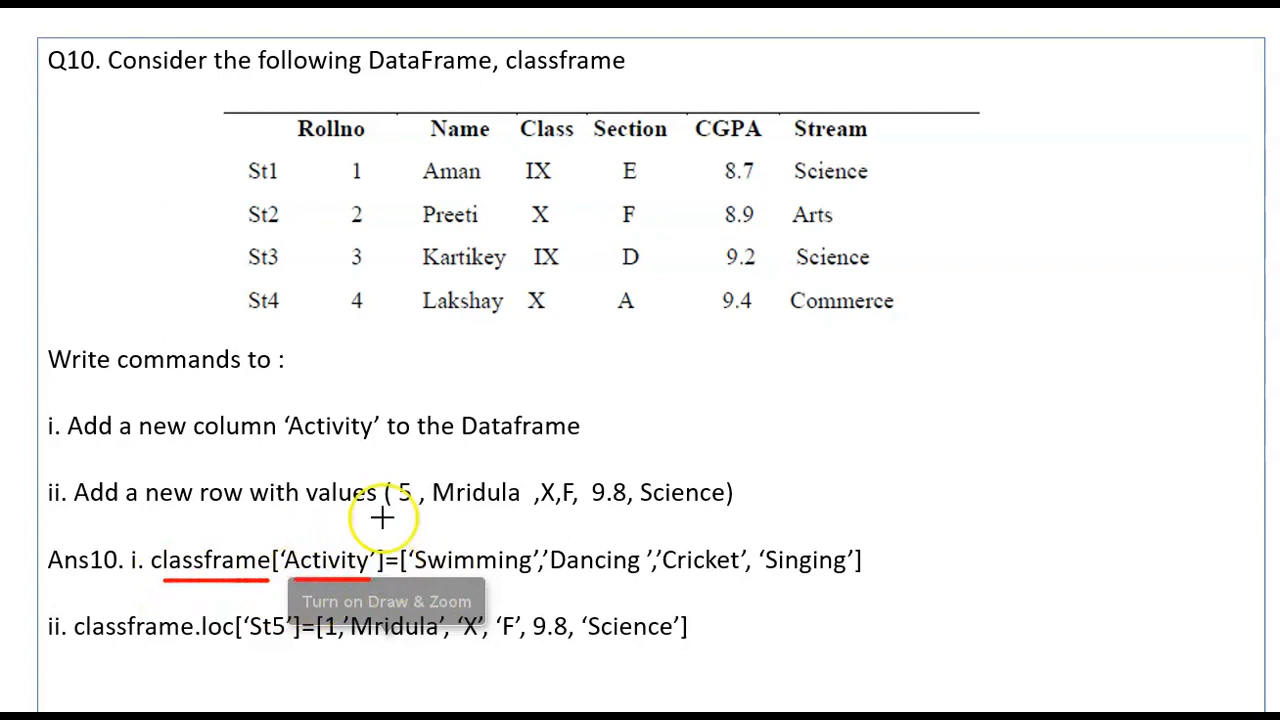 Q10. Consider the following DataFrame, classframe
Rollno Name Class Section CGPA Stream
St1 1 Aman IX E 8.7 Science
St2 2 Preeti X F 8.9 Arts
St3 3 Kartikey IX D 9.2 Science
St4 4 Lakshay X A 9.4 Commerce
Write commands to :
i. Add a new column ‘Activity’ to the Dataframe
ii. Add a new row with values ( 5 , Mridula ,X,F, 9.8, Science)
Ans10. i. classframe[‘Activity’]=[‘Swimming’,’Dancing ’,’Cricket’, ‘Singing’]
Turn on Draw & Zoom
ii. classframe.loc[‘St5’]=[1,’Mridula’, ‘X’, ‘F’, 9.8, ‘Science’]